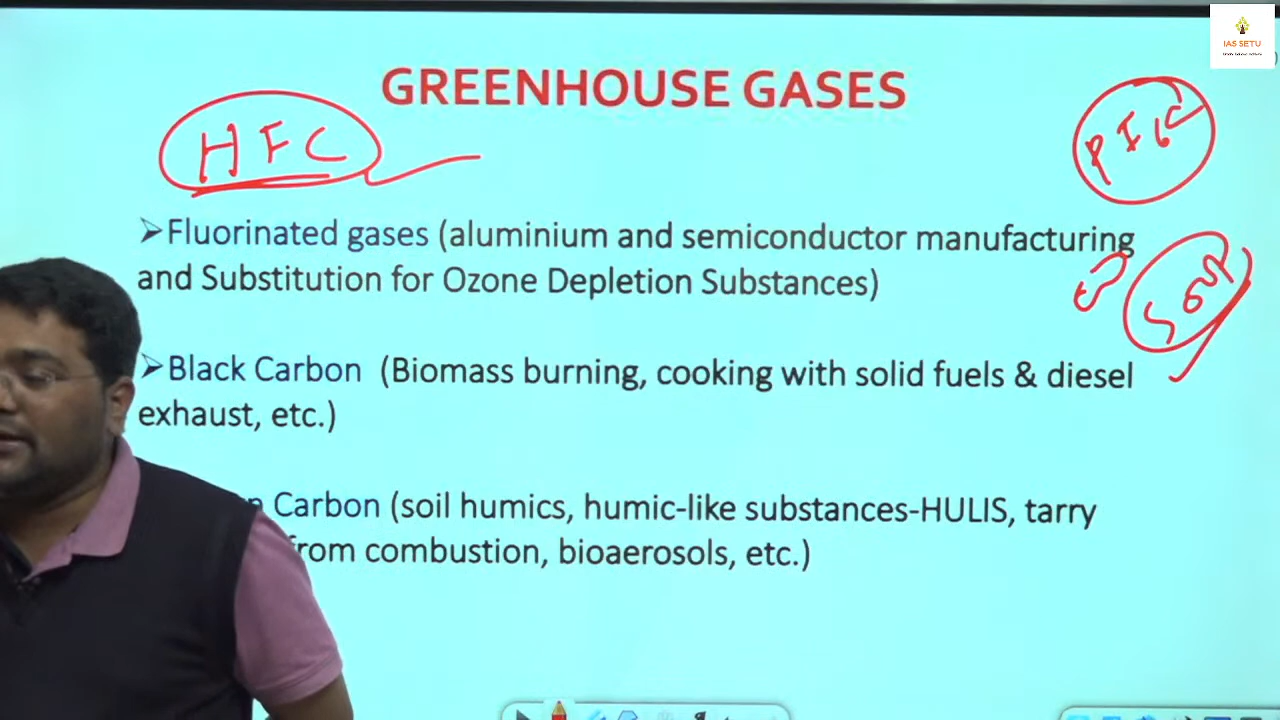 IAS SETU
GREENHOUSE GASES
HFC
➢Fluorinated gases (aluminium and semiconductor manufacturing
and Substitution for Ozone Depletion Substances)
➢Black Carbon (Biomass burning, cooking with solid fuels & diesel
exhaust, etc.)
Carbon (soil humics, humic-like substances-HULIS, tarry
from combustion, bioaerosols, etc.)